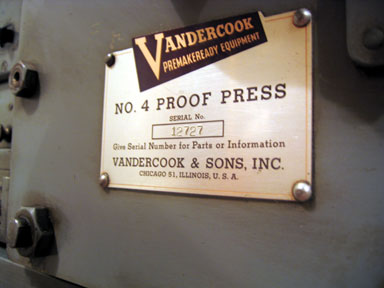 VANDERCOOK
PREMAKEREADY EQUIPMENT
NO. 4 PROOF PRESS
SERIAL No.
12727
Give Serial Number for Parts or Information
VANDERCOOK & SONS, INC.
CHICAGO 51, ILLINOIS, U. S. A.